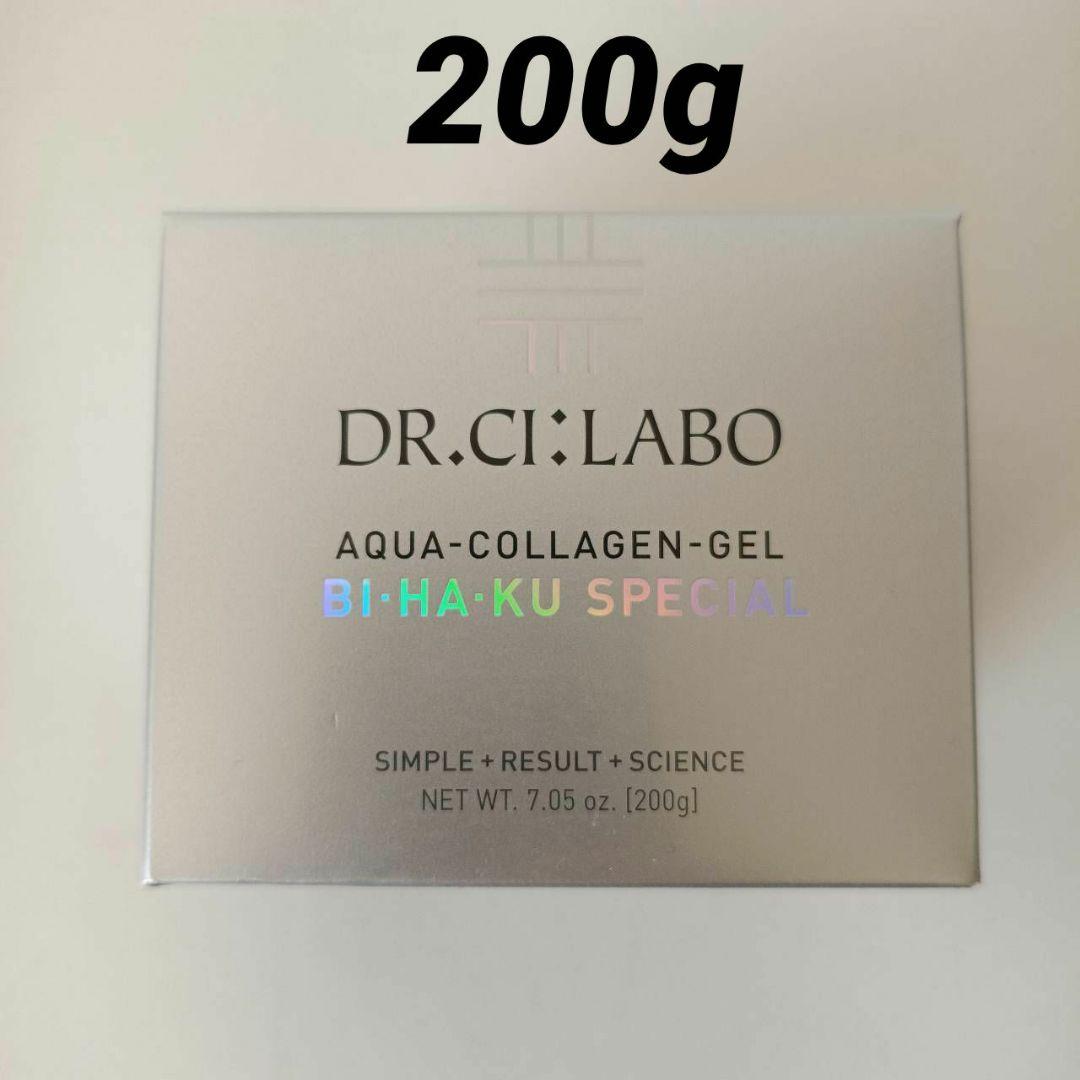 200g
DR.CI:LABO
AQUA-COLLAGEN-GEL
BI·HA·KU SPECIAL
SIMPLE + RESULT + SCIENCE
NET WT. 7.05 oz. [200g]